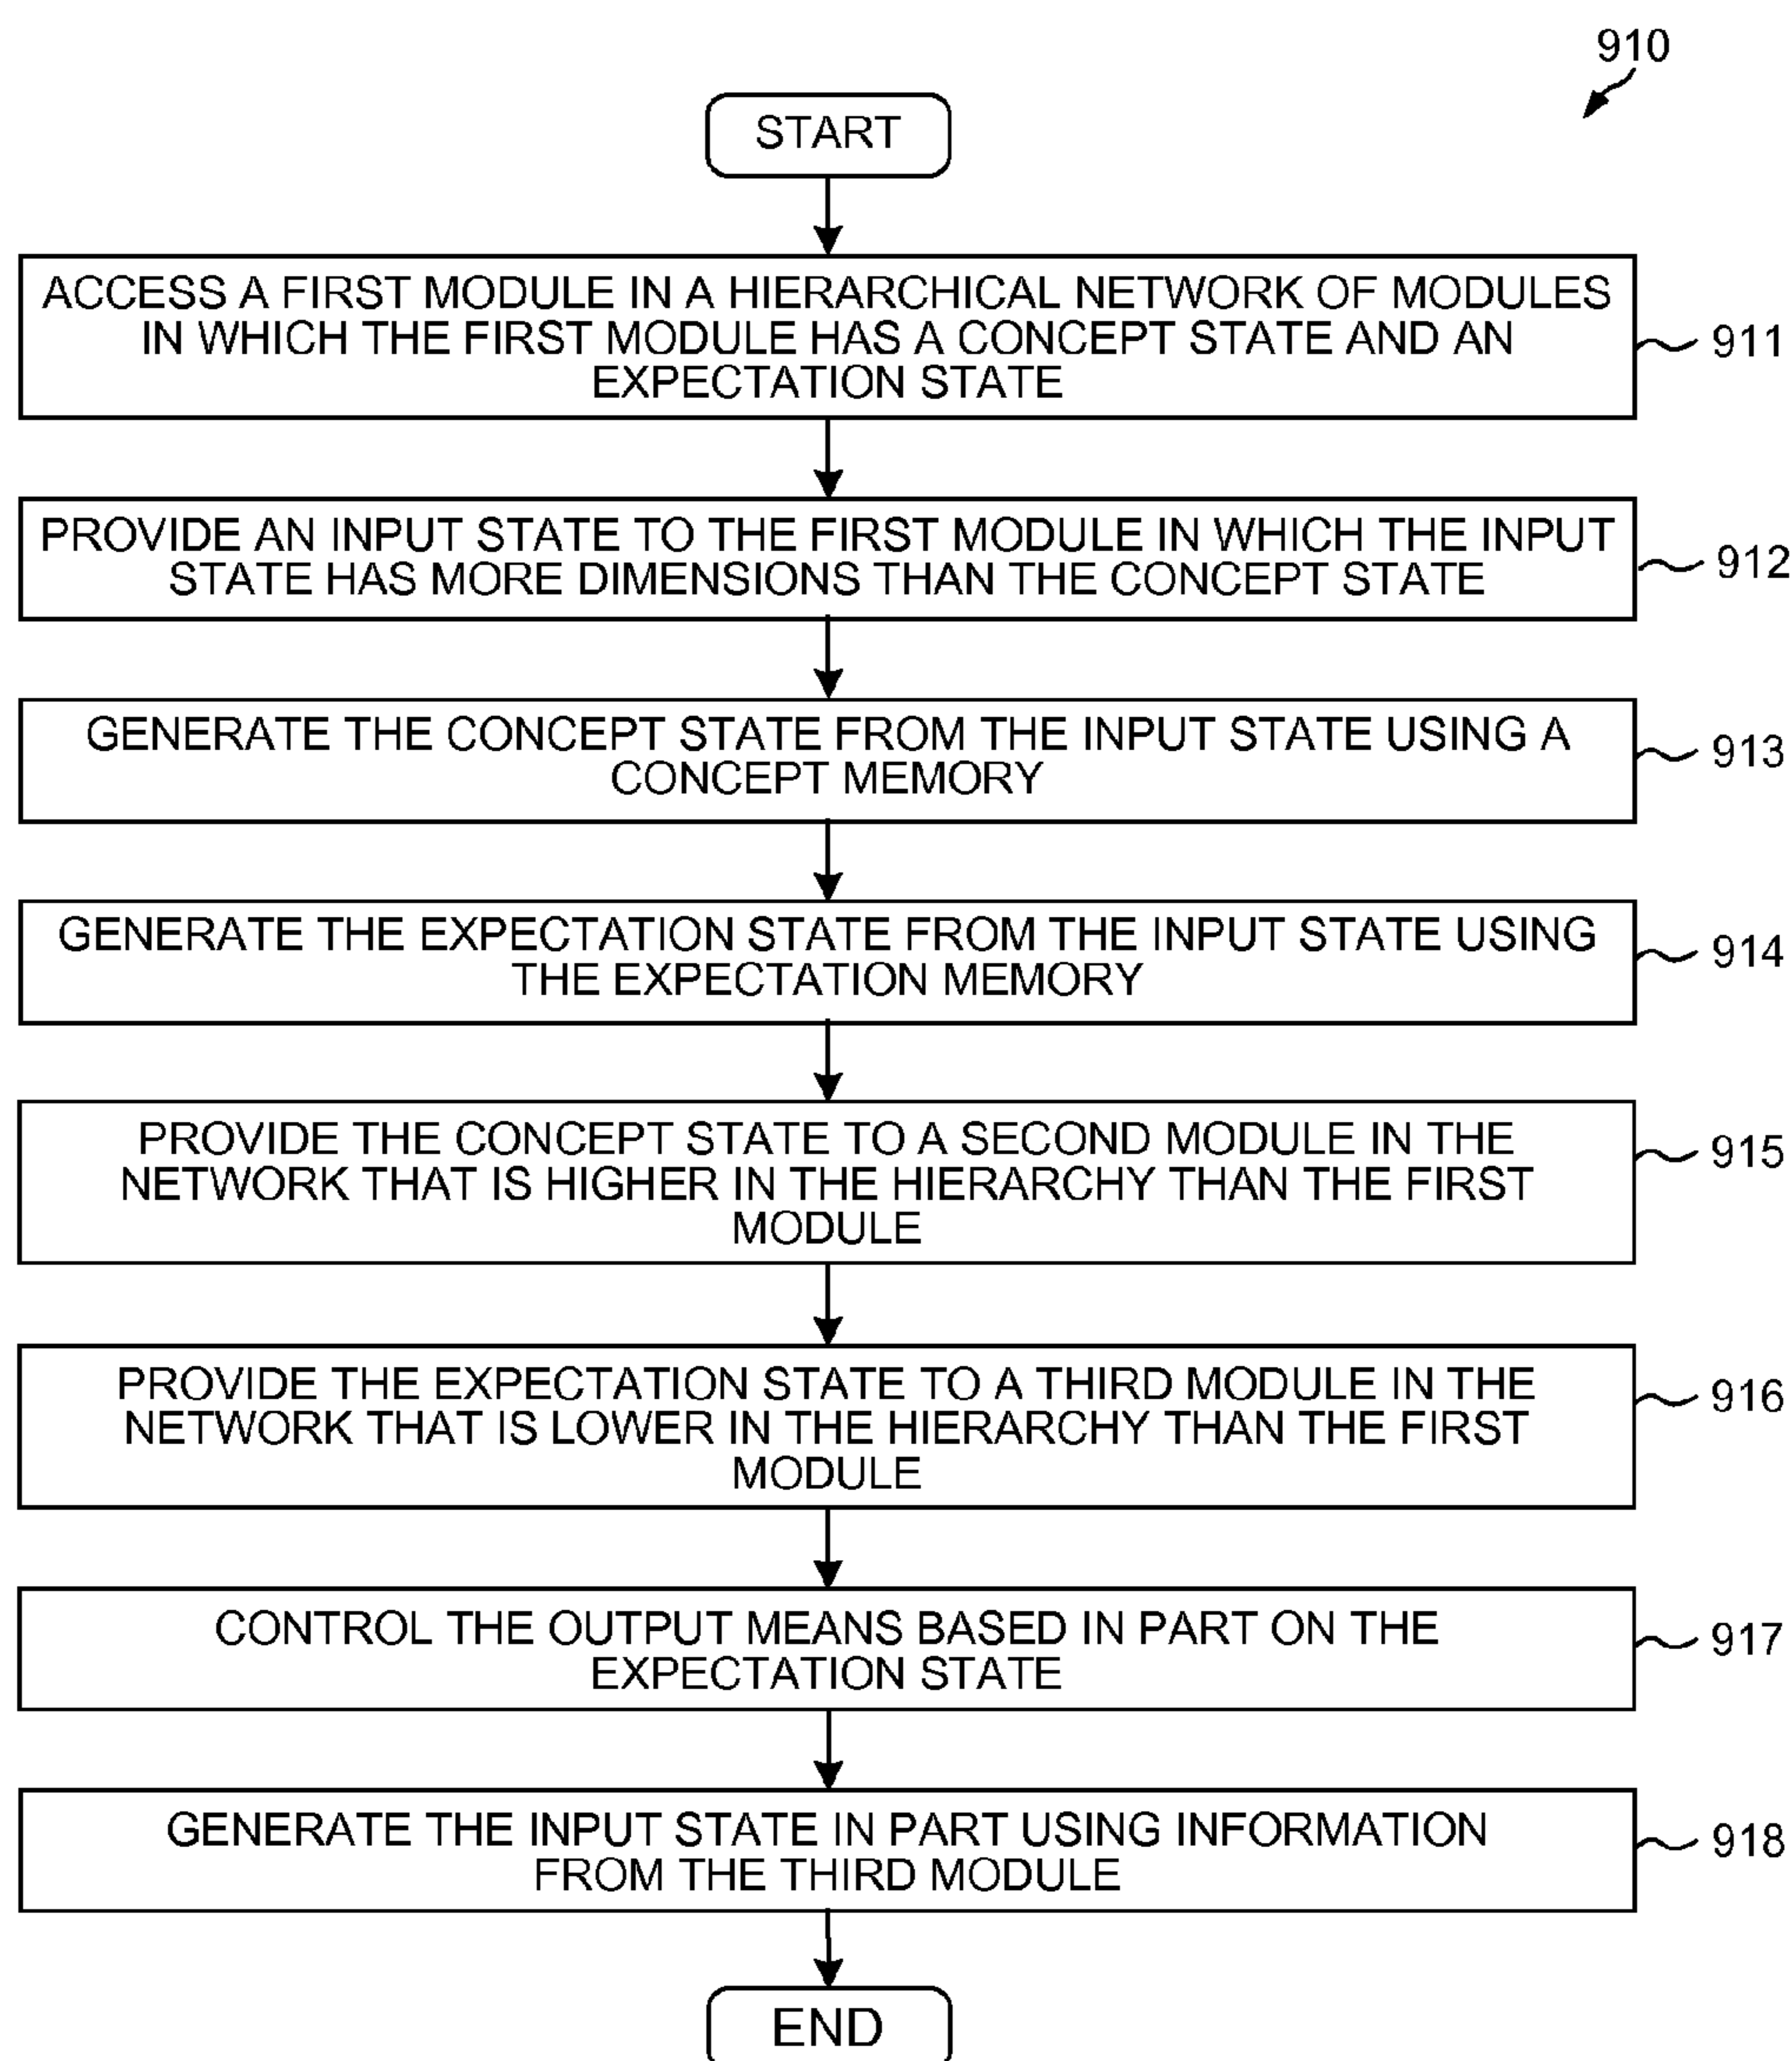 910
START
ACCESS A FIRST MODULE IN A HIERARCHICAL NETWORK OF MODULES
IN WHICH THE FIRST MODULE HAS A CONCEPT STATE AND AN
EXPECTATION STATE
911
PROVIDE AN INPUT STATE TO THE FIRST MODULE IN WHICH THE INPUT
STATE HAS MORE DIMENSIONS THAN THE CONCEPT STATE
912
GENERATE THE CONCEPT STATE FROM THE INPUT STATE USING A
CONCEPT MEMORY
913
GENERATE THE EXPECTATION STATE FROM THE INPUT STATE USING
THE EXPECTATION MEMORY
914
PROVIDE THE CONCEPT STATE TO A SECOND MODULE IN THE
NETWORK THAT IS HIGHER IN THE HIERARCHY THAN THE FIRST
MODULE
915
PROVIDE THE EXPECTATION STATE TO A THIRD MODULE IN THE
NETWORK THAT IS LOWER IN THE HIERARCHY THAN THE FIRST
MODULE
916
CONTROL THE OUTPUT MEANS BASED IN PART ON THE
EXPECTATION STATE
917
GENERATE THE INPUT STATE IN PART USING INFORMATION
FROM THE THIRD MODULE
918
END